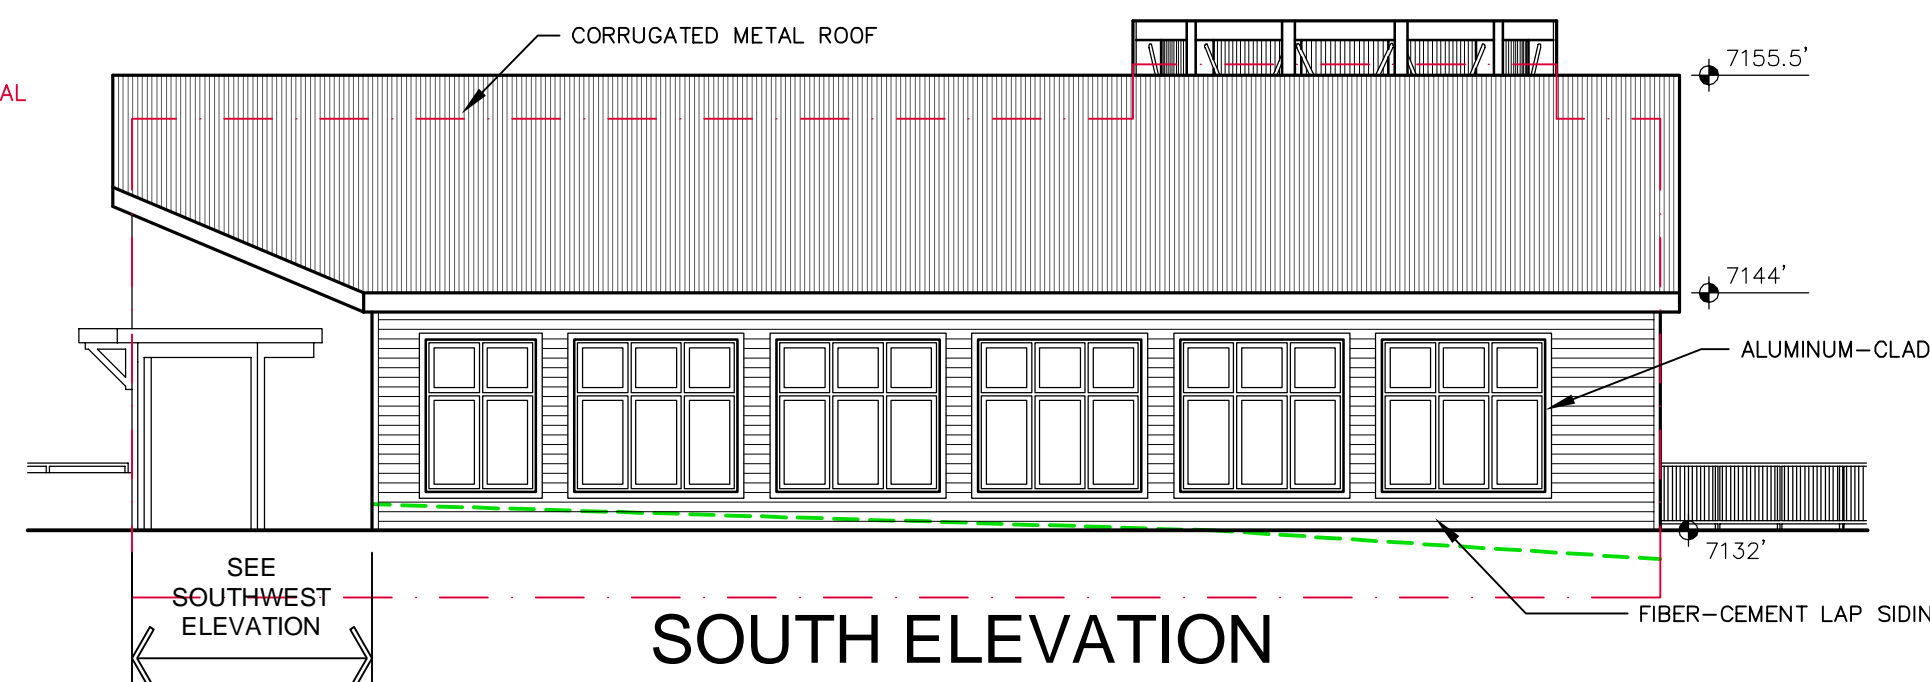 CORRUGATED METAL ROOF
7155.5'
AL
7144'
ALUMINUM-CLAD
7132'
SEE
SOUTHWEST
ELEVATION
FIBER-CEMENT LAP SIDIN
SOUTH ELEVATION